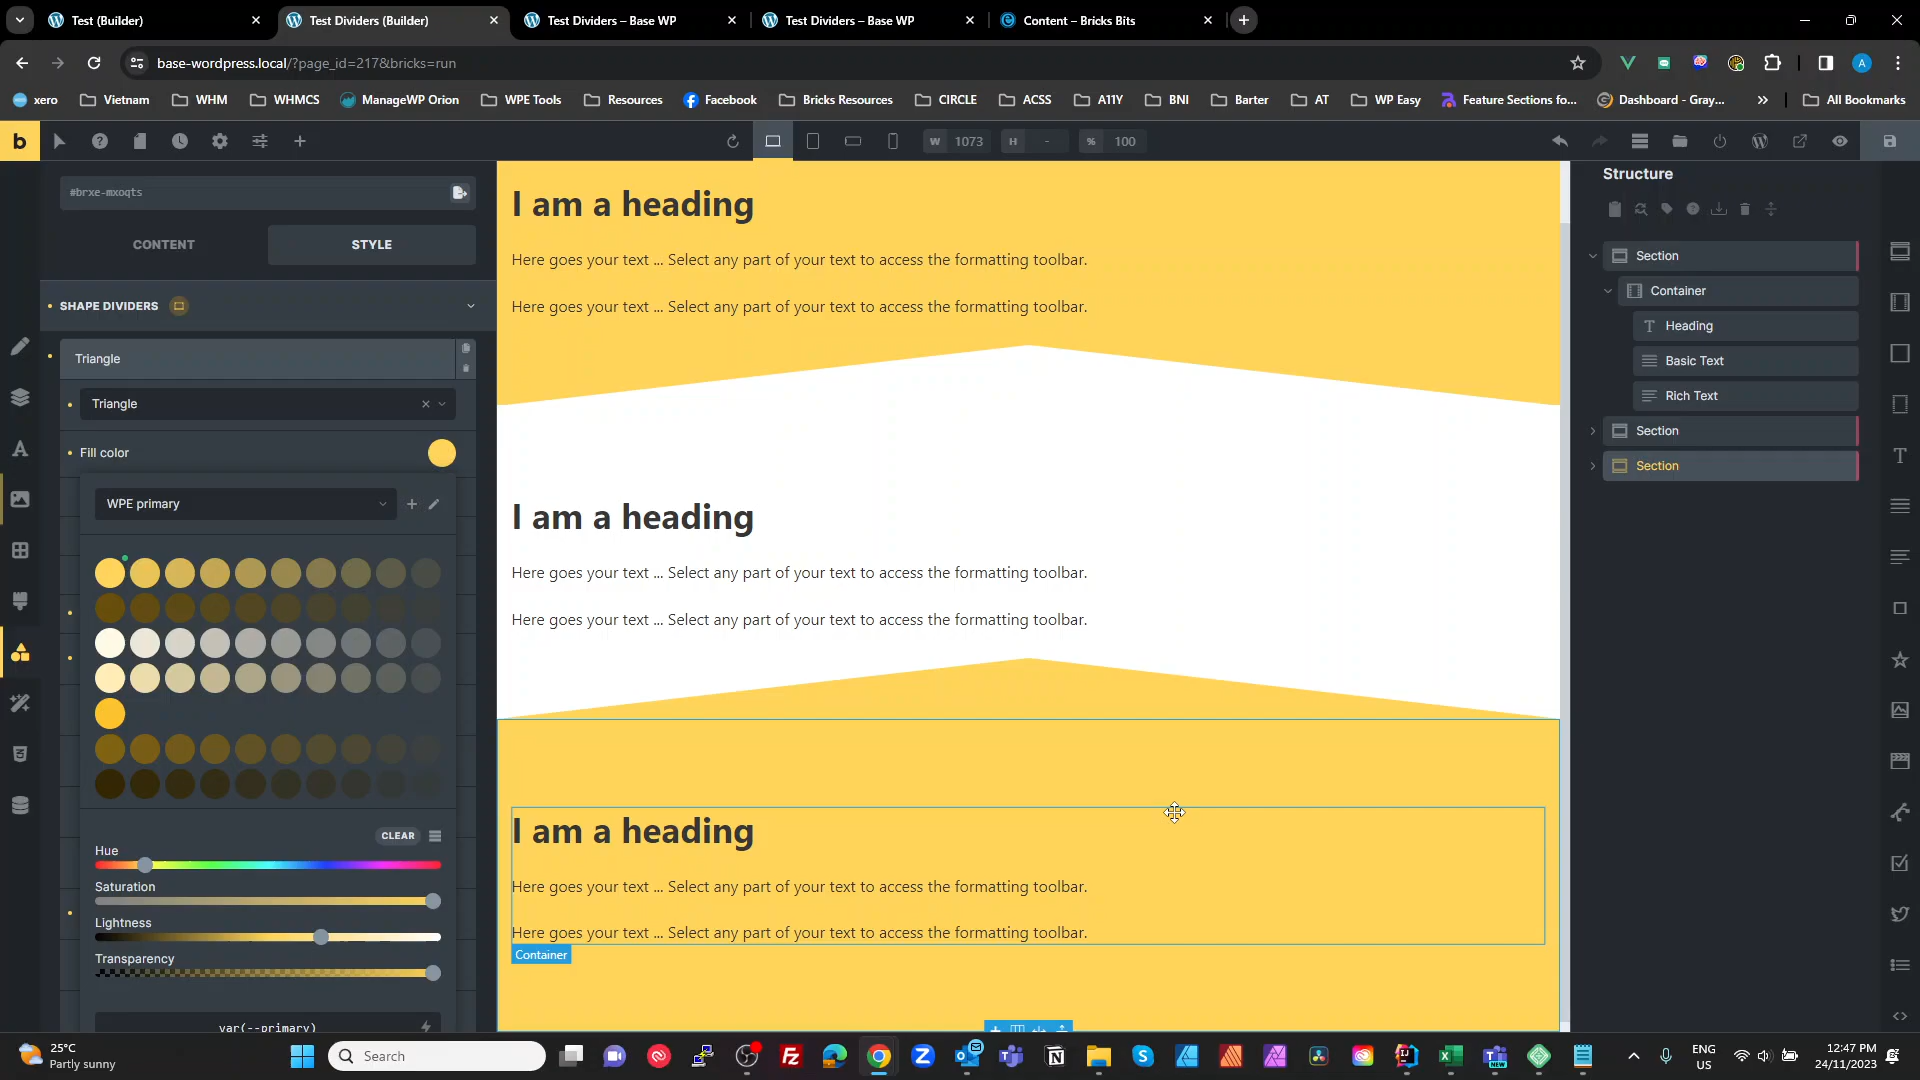 Test (Builder)
Test Dividers (Builder)
Test Dividers – Base WP
Test Dividers – Base WP
Content – Bricks Bits
base-wordpress.local/?page_id=217&bricks=run
A
xero
Vietnam
WHM
WHMCS
ManageWP Orion
WPE Tools
Resources
Facebook
Bricks Resources
CIRCLE
ACSS
A11Y
BNI
Barter
AT
WP Easy
Feature Sections fo...
Dashboard - Gray...
All Bookmarks
b
W 1073
H -
% 100
#brxe-mxoqts
CONTENT
STYLE
SHAPE DIVIDERS
Triangle
Triangle
Fill color
WPE primary
CLEAR
Hue
Saturation
Lightness
Transparency
var(--primary)
I am a heading
Here goes your text ... Select any part of your text to access the formatting toolbar.
Here goes your text ... Select any part of your text to access the formatting toolbar.
I am a heading
Here goes your text ... Select any part of your text to access the formatting toolbar.
Here goes your text ... Select any part of your text to access the formatting toolbar.
I am a heading
Here goes your text ... Select any part of your text to access the formatting toolbar.
Here goes your text ... Select any part of your text to access the formatting toolbar.
Container
Structure
Section
Container
Heading
Basic Text
Rich Text
Section
Section
25°C
Partly sunny
Search
ENG
US
12:47 PM
24/11/2023